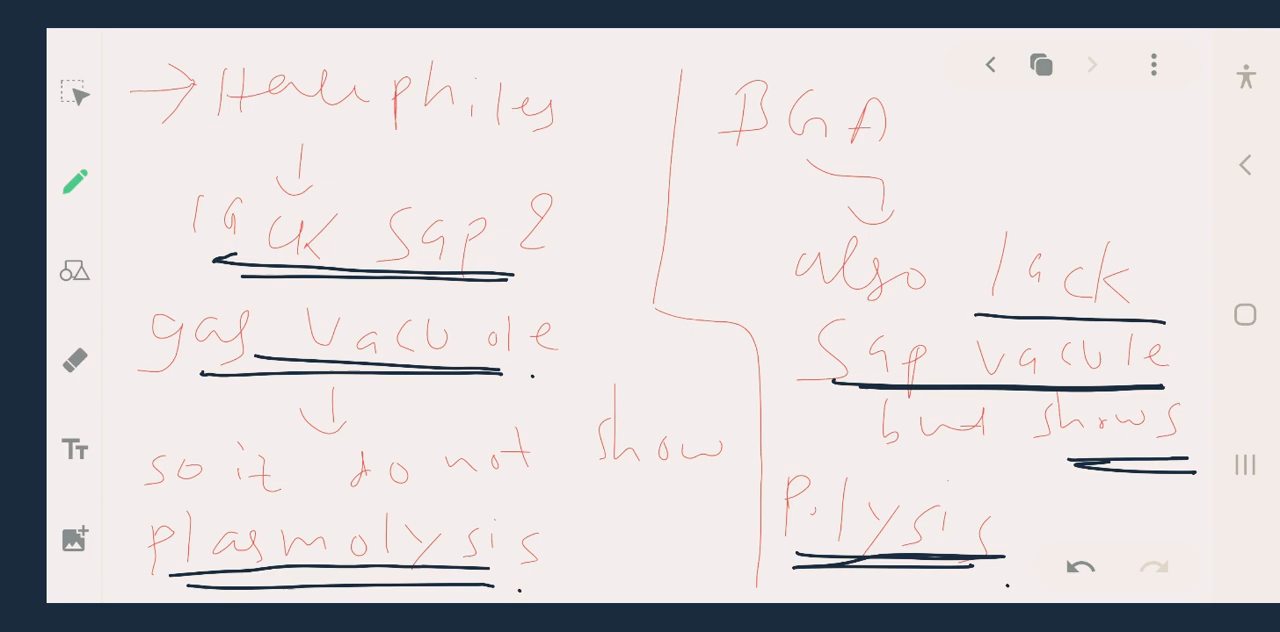 → Halophiles
lack sap &
gas vacuole.
so it do not show
plasmolysis.
BGA
also lack
Sap vacule
but shows
P.lysis.
Tт